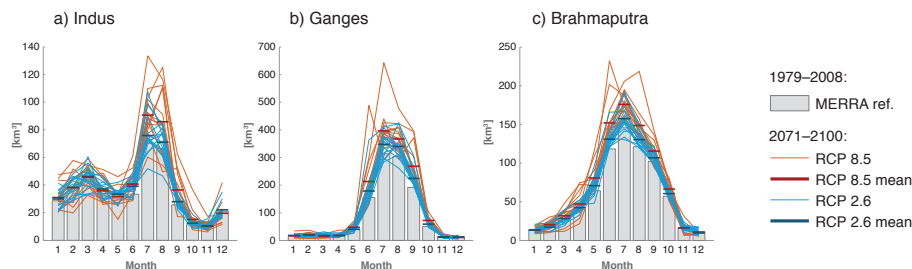 a) Indus
b) Ganges
c) Brahmaputra
140
120
100
80
60
40
20
0
[km³]
1 2 3 4 5 6 7 8 9 10 11 12
Month
700
600
500
400
300
200
100
0
[km³]
1 2 3 4 5 6 7 8 9 10 11 12
Month
250
200
150
100
50
0
[km³]
1 2 3 4 5 6 7 8 9 10 11 12
Month
1979–2008:
MERRA ref.
2071–2100:
RCP 8.5
RCP 8.5 mean
RCP 2.6
RCP 2.6 mean